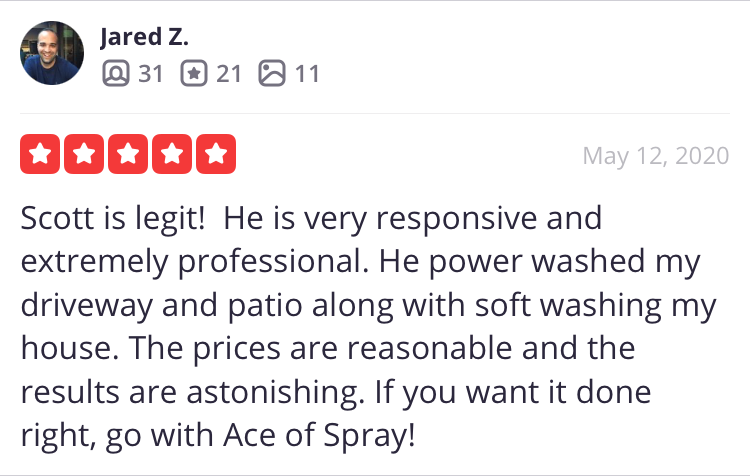 Jared Z.
31 21 11
May 12, 2020
Scott is legit!  He is very responsive and
extremely professional. He power washed my
driveway and patio along with soft washing my
house. The prices are reasonable and the
results are astonishing. If you want it done
right, go with Ace of Spray!